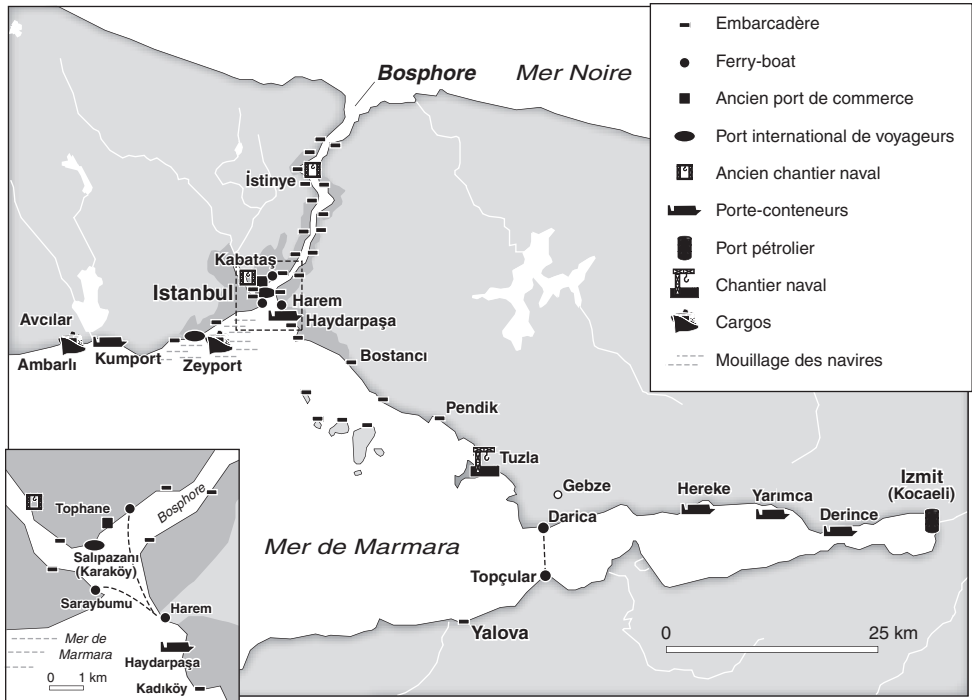 Embarcadère
Ferry-boat
Ancien port de commerce
Port international de voyageurs
Ancien chantier naval
Porte-conteneurs
Port pétrolier
Chantier naval
Cargos
Mouillage des navires
Bosphore
Mer Noire
İstinye
Kabataş
Istanbul
Harem
Haydarpaşa
Avcılar
Ambarlı
Kumport
Zeyport
Bostancı
Pendik
Tuzla
Gebze
Darica
Hereke
Yarımca
Derince
Izmit
(Kocaeli)
Mer de Marmara
Topçular
Yalova
0 25 km
Tophane
Bosphore
Salıpazanı
(Karaköy)
Saraybumu
Harem
Mer de
Marmara
Haydarpaşa
0 1 km
Kadıköy